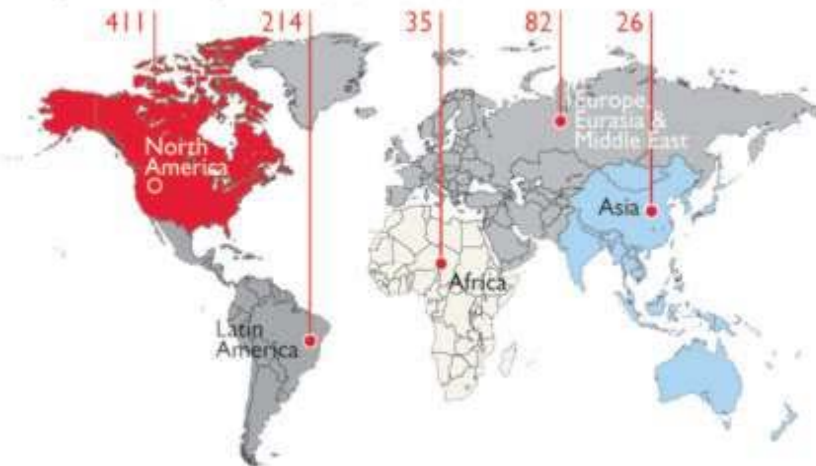 411 214 35 82 26
Europe,
Eurasia &
Middle East
North
America
Asia
Africa
Latin
America